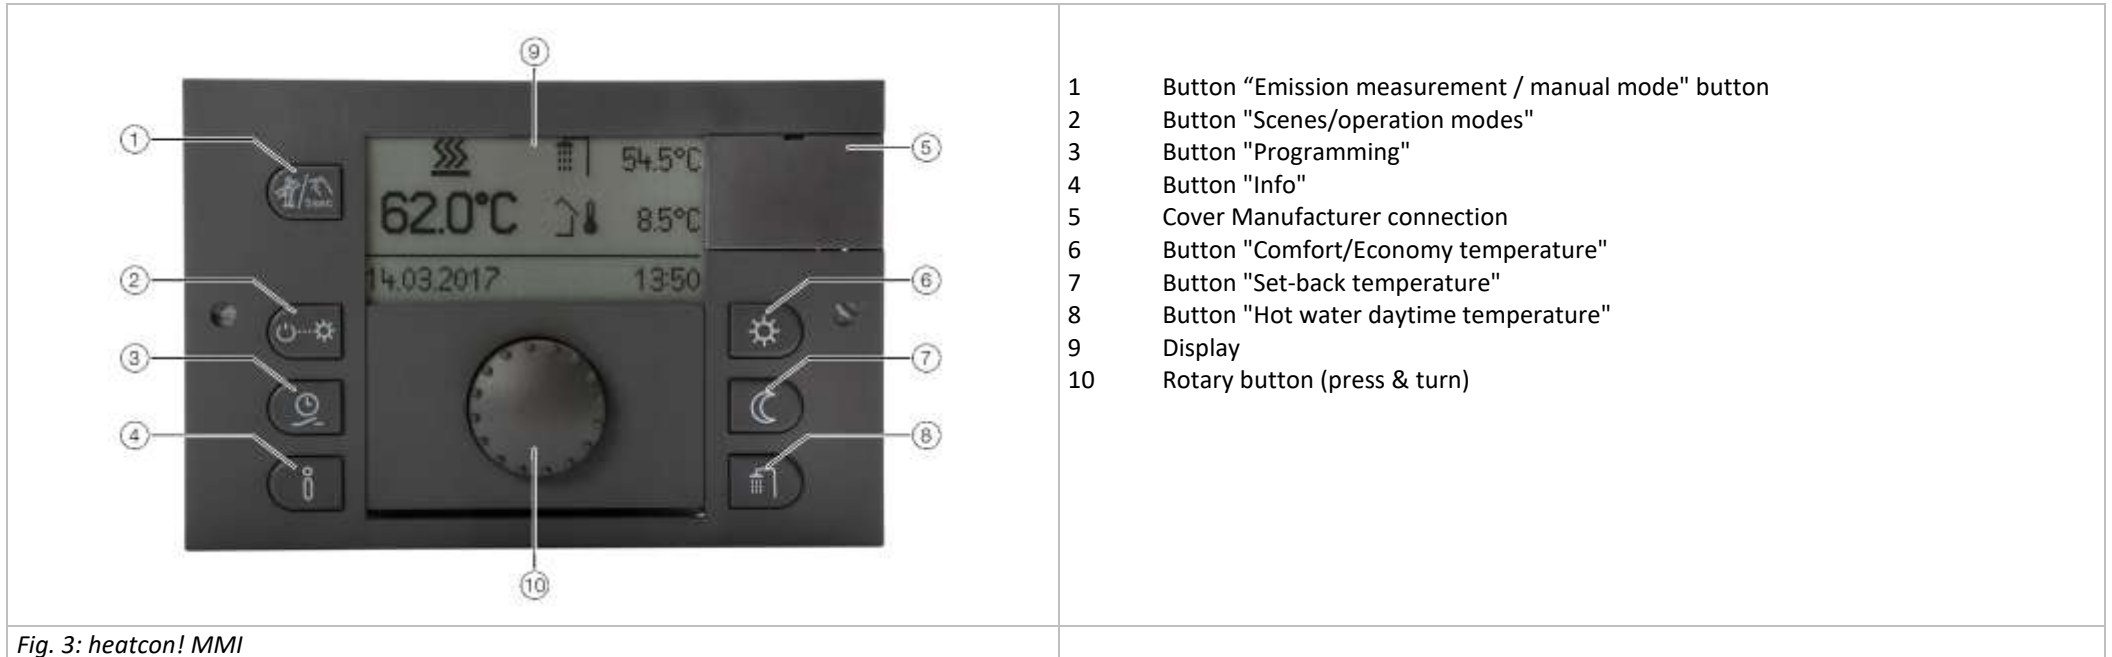 9
1
5
54.5°C
62.0°C
8.5°C
14.03.2017 13:50
2
6
3
7
4
8
10
1 Button “Emission measurement / manual mode" button
2 Button "Scenes/operation modes"
3 Button "Programming"
4 Button "Info"
5 Cover Manufacturer connection
6 Button "Comfort/Economy temperature"
7 Button "Set-back temperature"
8 Button "Hot water daytime temperature"
9 Display
10 Rotary button (press & turn)
Fig. 3: heatcon! MMI